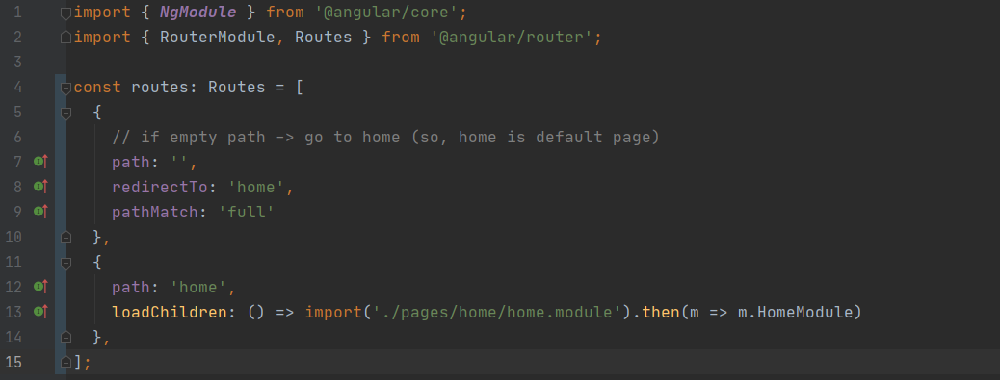 1 import { NgModule } from '@angular/core';
2 import { RouterModule, Routes } from '@angular/router';
3
4 const routes: Routes = [
5   {
6     // if empty path -> go to home (so, home is default page)
7     path: '',
8     redirectTo: 'home',
9     pathMatch: 'full'
10   },
11   {
12     path: 'home',
13     loadChildren: () => import('./pages/home/home.module').then(m => m.HomeModule)
14   },
15 ];